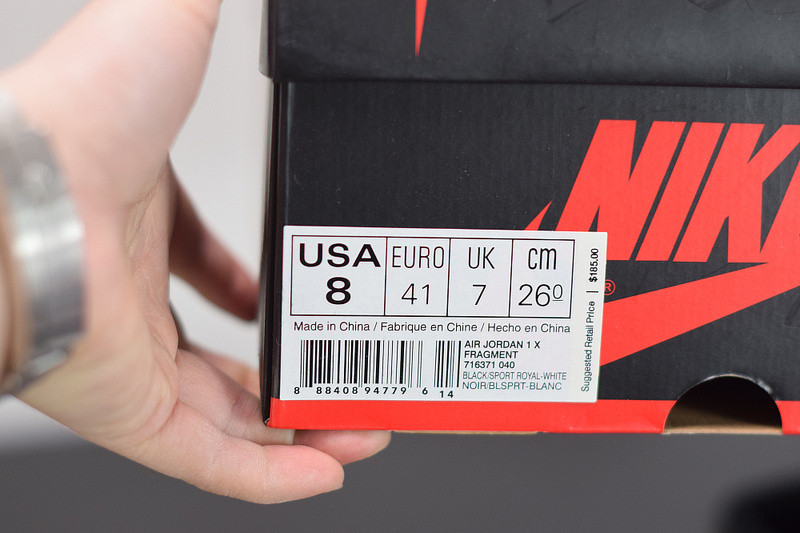 NIKE
®
USA EURO UK cm
8 41 7 26⁰
Made in China / Fabrique en Chine / Hecho en China
AIR JORDAN 1 X
FRAGMENT
716371 040
BLACK/SPORT ROYAL-WHITE
NOIR/BLSPRT-BLANC
8 88408 94779 6 14
Suggested Retail Price | $185.00